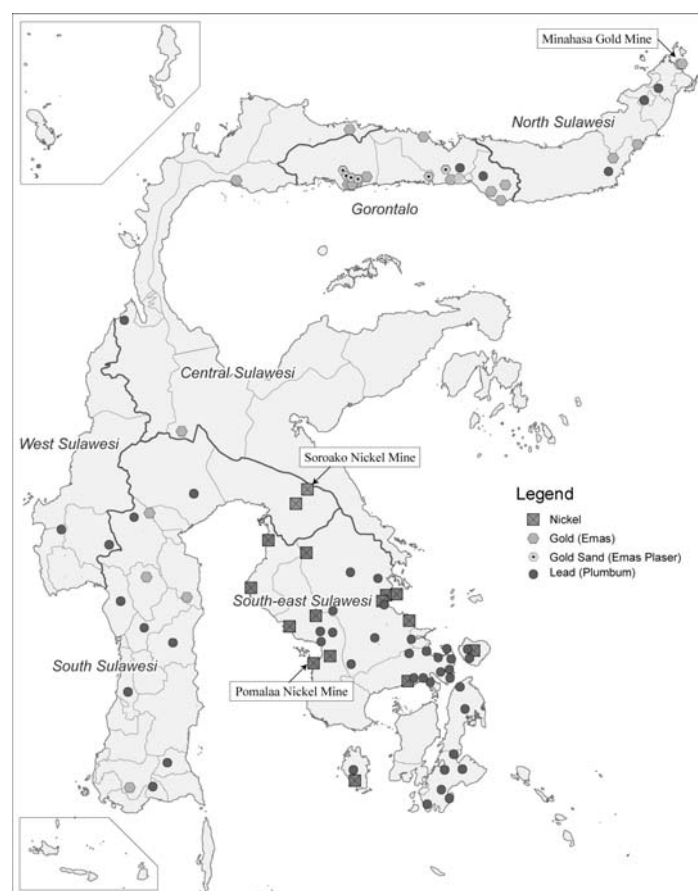 Minahasa Gold Mine
North Sulawesi
Gorontalo
Central Sulawesi
West Sulawesi
Soroako Nickel Mine
Legend
Nickel
Gold (Emas)
Gold Sand (Emas Plaser)
Lead (Plumbum)
South-east Sulawesi
South Sulawesi
Pomalaa Nickel Mine